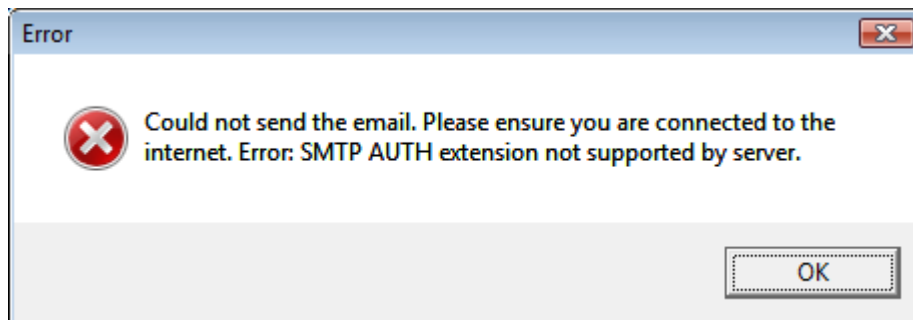 Error
Could not send the email. Please ensure you are connected to the
internet. Error: SMTP AUTH extension not supported by server.
OK